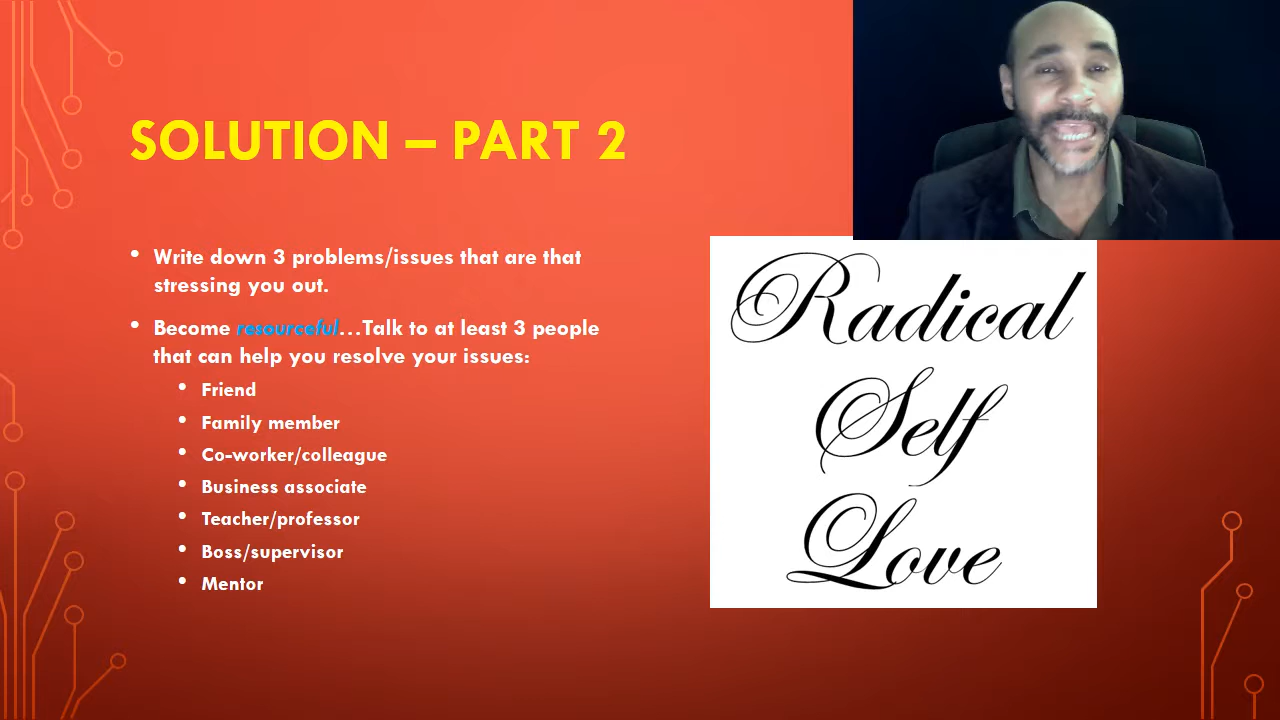 SOLUTION – PART 2
• Write down 3 problems/issues that are that
stressing you out.
• Become resourceful…Talk to at least 3 people
that can help you resolve your issues:
• Friend
• Family member
• Co-worker/colleague
• Business associate
• Teacher/professor
• Boss/supervisor
• Mentor
Radical
Self
Love